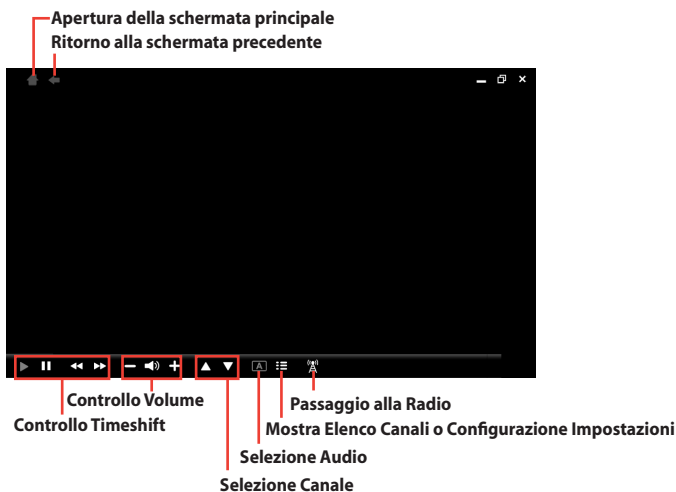 Apertura della schermata principale
Ritorno alla schermata precedente
A
Controllo Volume
Passaggio alla Radio
Controllo Timeshift
Mostra Elenco Canali o Configurazione Impostazioni
Selezione Audio
Selezione Canale